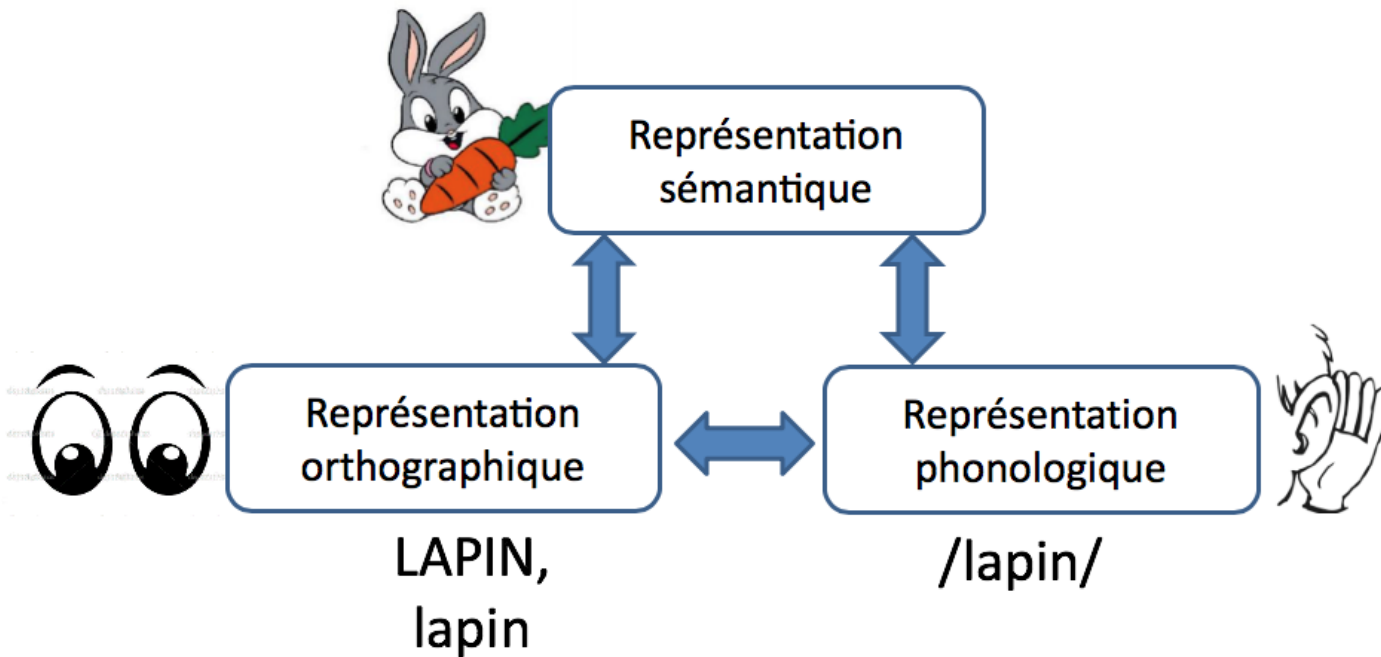 Représentation
sémantique
Représentation
orthographique
Représentation
phonologique
LAPIN,
lapin
/lapin/